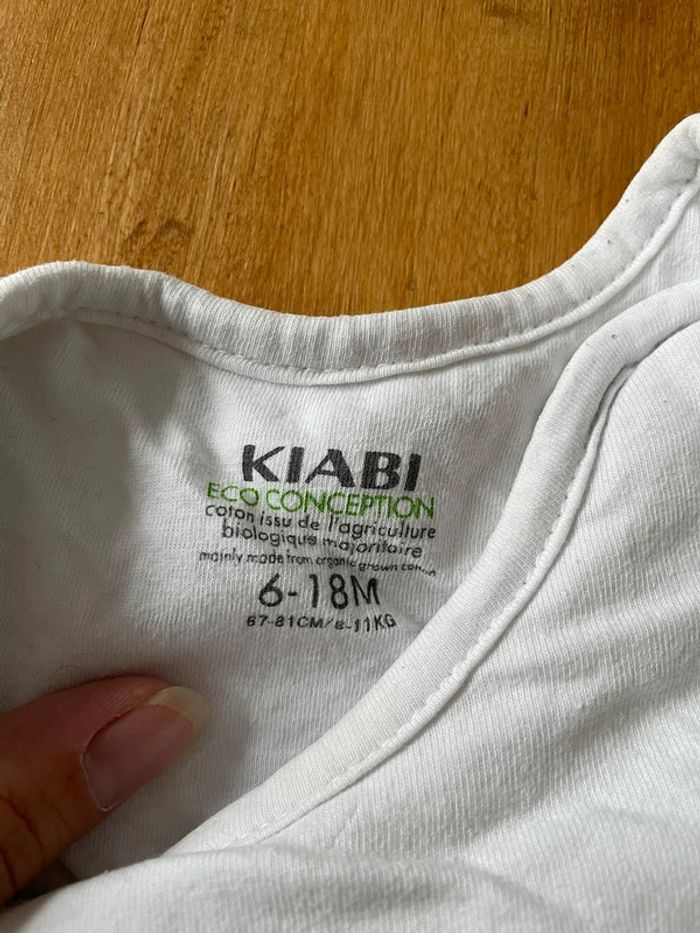 KIABI
ECO CONCEPTION
coton issu de l'agriculture
biologique majoritaire
mainly made from organic grown cotton
6-18M
67-81CM/8-11KG